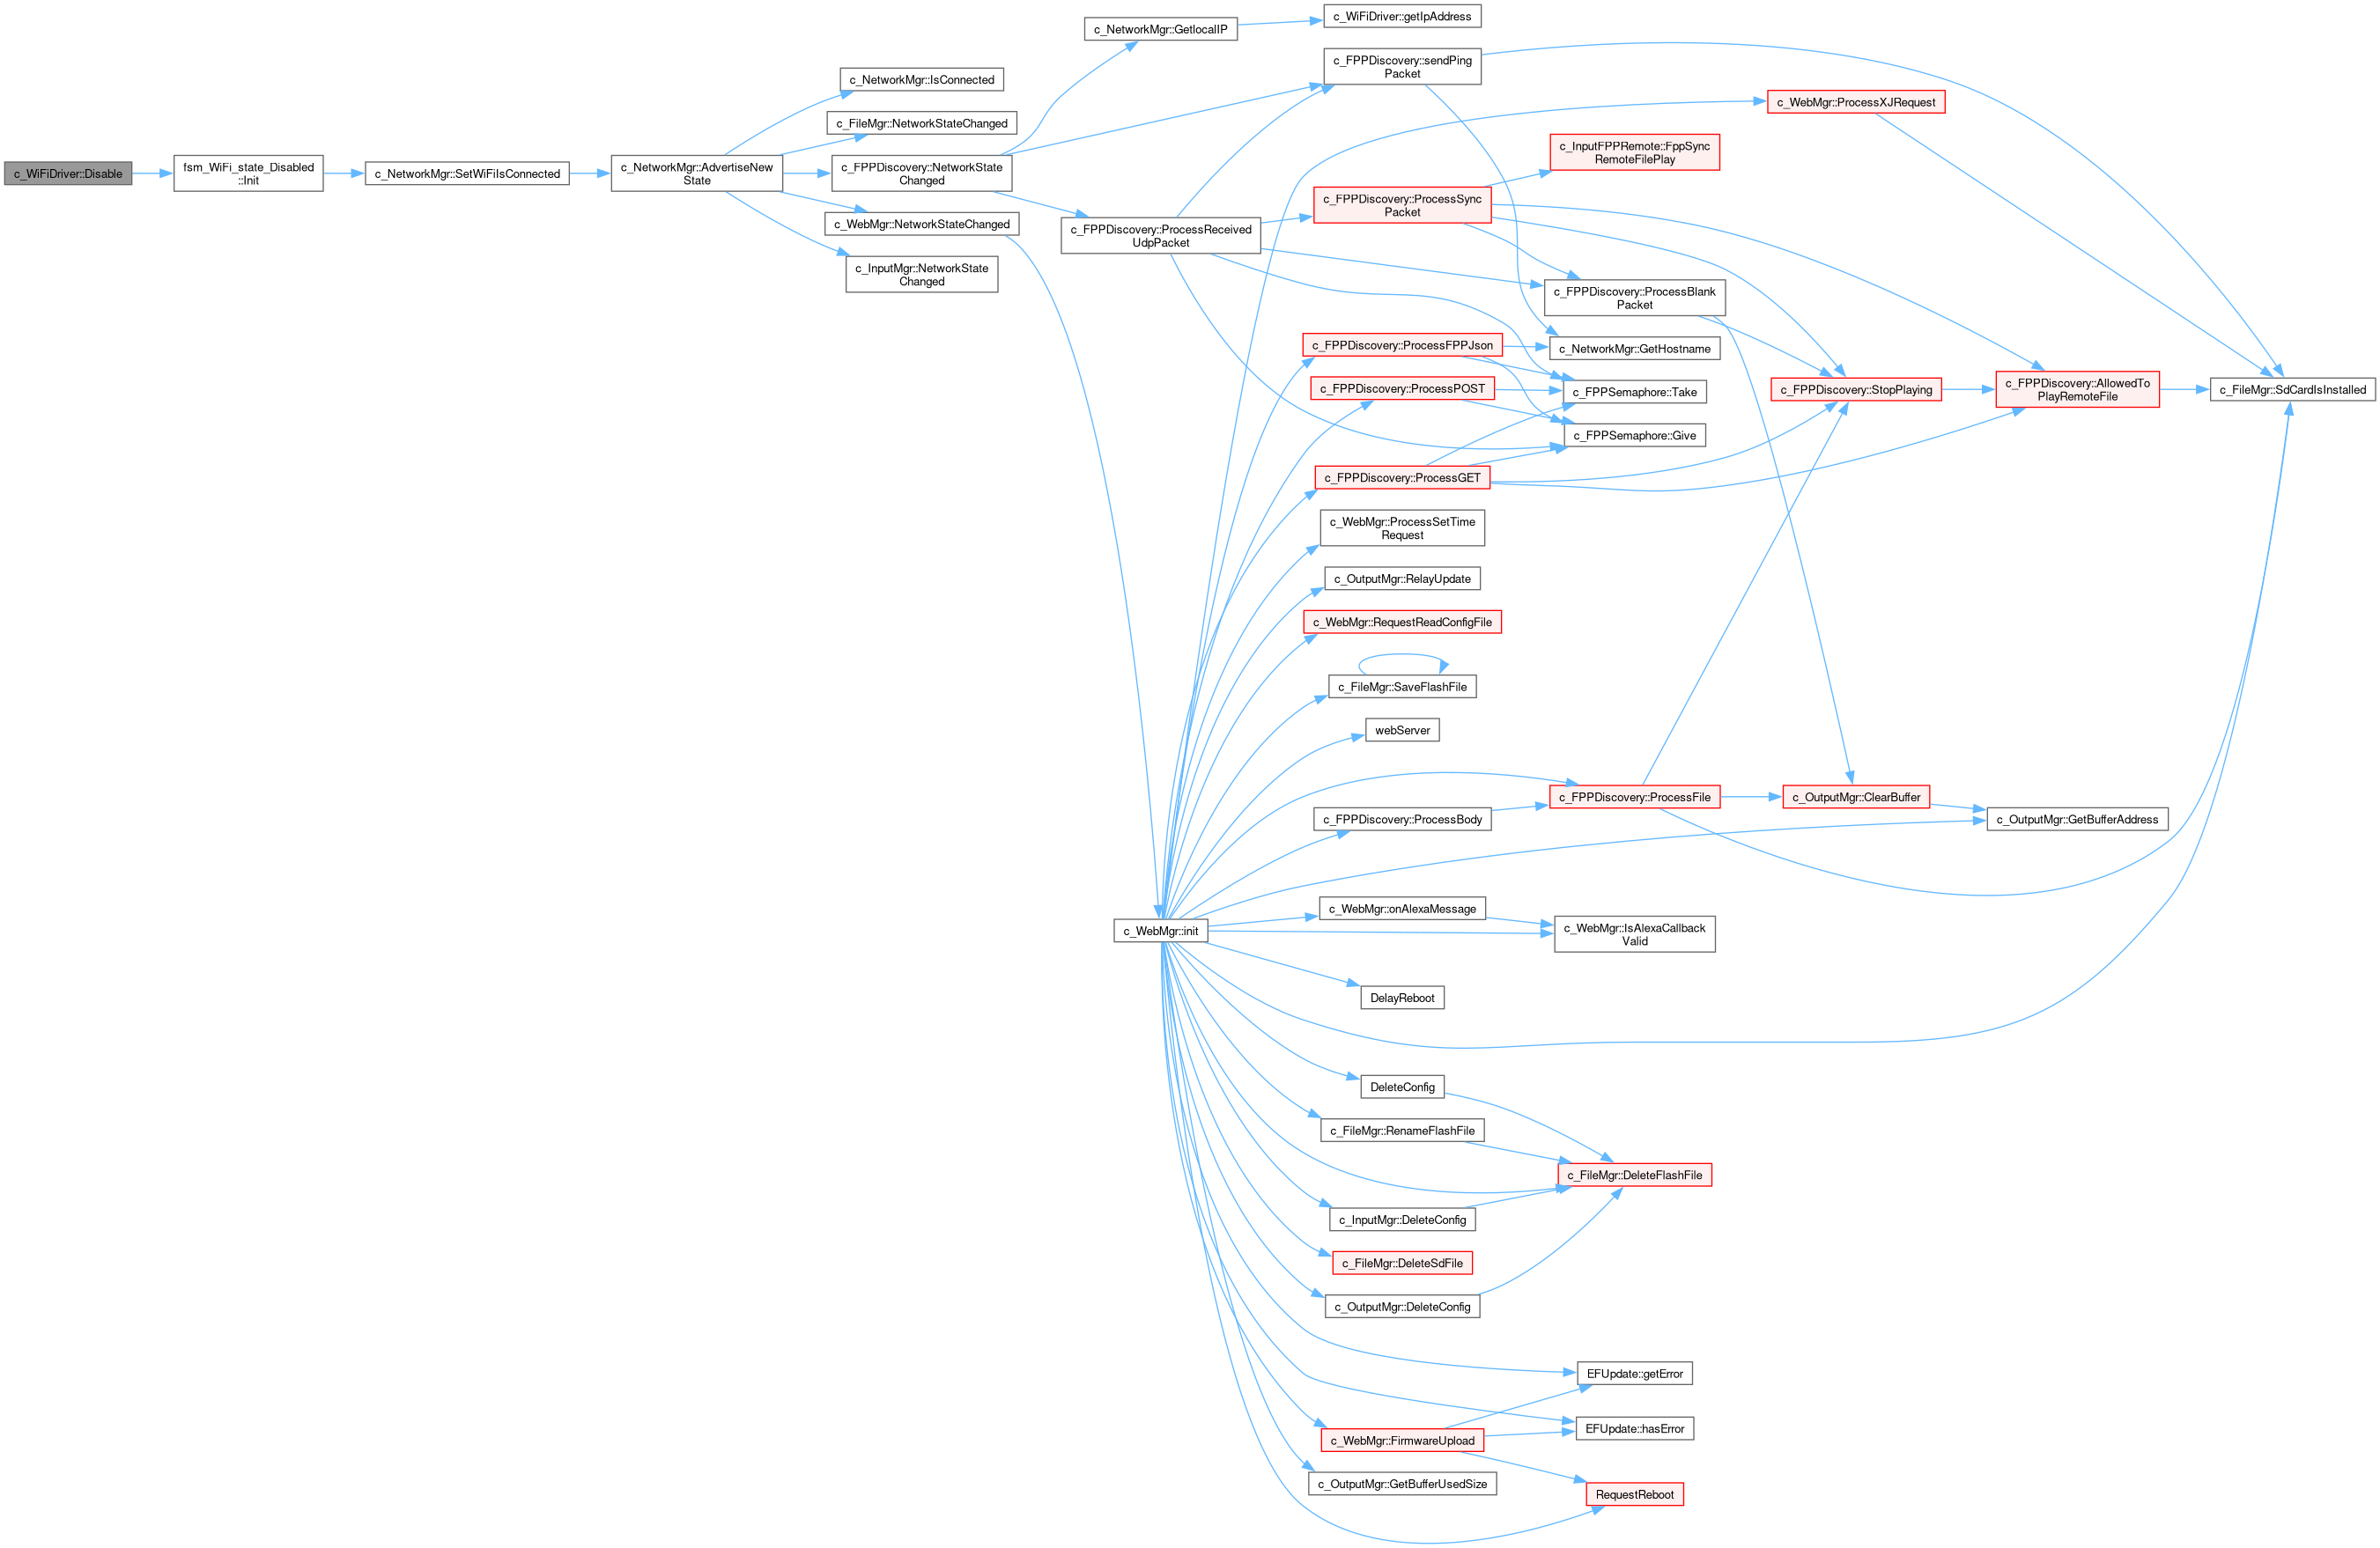 c_WiFiDriver::Disable
fsm_WiFi_state_Disabled
::Init
c_NetworkMgr::SetWiFiIsConnected
c_NetworkMgr::AdvertiseNew
State
c_NetworkMgr::IsConnected
c_FileMgr::NetworkStateChanged
c_FPPDiscovery::NetworkState
Changed
c_WebMgr::NetworkStateChanged
c_InputMgr::NetworkState
Changed
c_NetworkMgr::GetlocalIP
c_FPPDiscovery::ProcessReceived
UdpPacket
c_WebMgr::init
c_WiFiDriver::getIpAddress
c_FPPDiscovery::sendPing
Packet
c_FPPDiscovery::ProcessSync
Packet
c_FPPDiscovery::ProcessFPPJson
c_FPPDiscovery::ProcessPOST
c_FPPDiscovery::ProcessGET
c_WebMgr::ProcessSetTime
Request
c_OutputMgr::RelayUpdate
c_WebMgr::RequestReadConfigFile
c_FileMgr::SaveFlashFile
webServer
c_FPPDiscovery::ProcessBody
c_WebMgr::onAlexaMessage
DelayReboot
DeleteConfig
c_FileMgr::RenameFlashFile
c_InputMgr::DeleteConfig
c_FileMgr::DeleteSdFile
c_OutputMgr::DeleteConfig
c_WebMgr::FirmwareUpload
c_OutputMgr::GetBufferUsedSize
c_InputFPPRemote::FppSync
RemoteFilePlay
c_FPPDiscovery::ProcessBlank
Packet
c_NetworkMgr::GetHostname
c_FPPSemaphore::Take
c_FPPSemaphore::Give
c_FPPDiscovery::ProcessFile
c_WebMgr::IsAlexaCallback
Valid
c_FileMgr::DeleteFlashFile
EFUpdate::getError
EFUpdate::hasError
RequestReboot
c_WebMgr::ProcessXJRequest
c_FPPDiscovery::StopPlaying
c_OutputMgr::ClearBuffer
c_FPPDiscovery::AllowedTo
PlayRemoteFile
c_OutputMgr::GetBufferAddress
c_FileMgr::SdCardIsInstalled